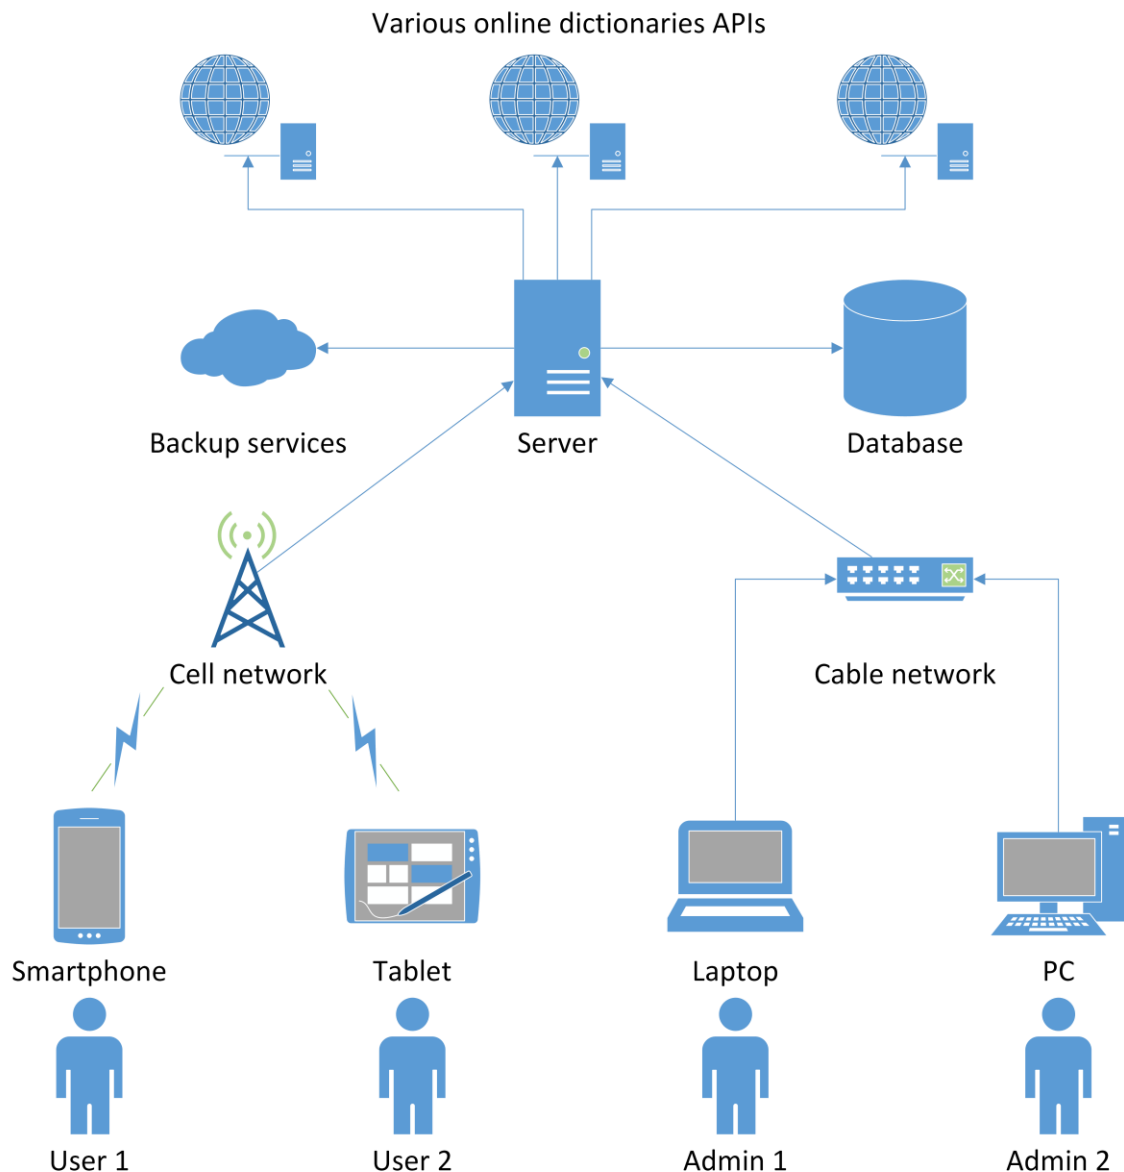 Various online dictionaries APIs
Backup services
Server
Database
Cell network
Cable network
Smartphone
Tablet
Laptop
PC
User 1
User 2
Admin 1
Admin 2